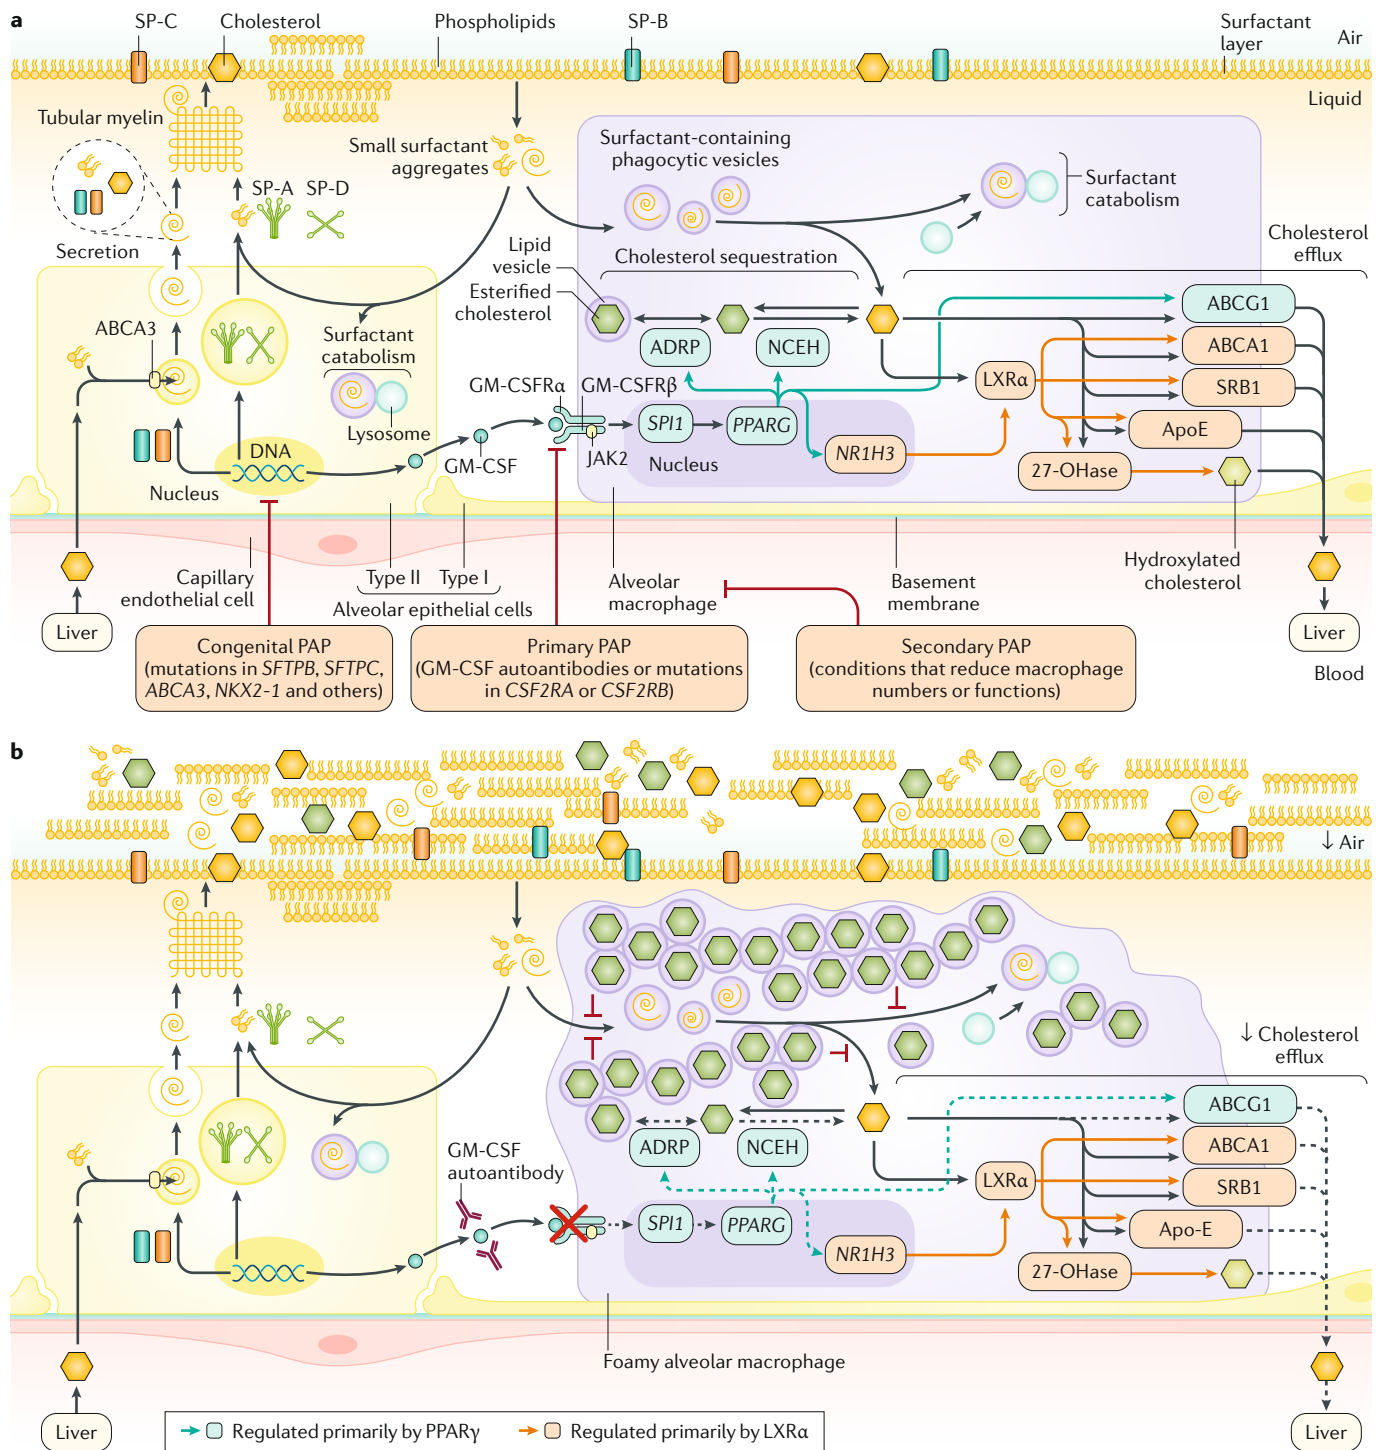 a
SP-C
Cholesterol
Phospholipids
SP-B
Surfactant
layer
Air
Liquid
Tubular myelin
Small surfactant
aggregates
Surfactant-containing
phagocytic vesicles
Surfactant
catabolism
SP-A
SP-D
Secretion
Lipid
vesicle
Cholesterol sequestration
Cholesterol
efflux
Esterified
cholesterol
ABCA3
Surfactant
catabolism
ADRP
NCEH
ABCG1
ABCA1
GM-CSFRα
GM-CSFRβ
LXRα
SRB1
Lysosome
SPI1
PPARG
ApoE
DNA
GM-CSF
JAK2
Nucleus
NR1H3
27-OHase
Nucleus
Capillary
endothelial cell
Type II
Type I
Alveolar epithelial cells
Alveolar
macrophage
Basement
membrane
Hydroxylated
cholesterol
Liver
Congenital PAP
(mutations in SFTPB, SFTPC,
ABCA3, NKX2-1 and others)
Primary PAP
(GM-CSF autoantibodies or mutations
in CSF2RA or CSF2RB)
Secondary PAP
(conditions that reduce macrophage
numbers or functions)
Liver
Blood
b
↓ Air
↓ Cholesterol
efflux
ABCG1
ADRP
NCEH
ABCA1
GM-CSF
autoantibody
LXRα
SRB1
SPI1
PPARG
Apo-E
NR1H3
27-OHase
Foamy alveolar macrophage
Liver
Regulated primarily by PPARγ
Regulated primarily by LXRα
Liver